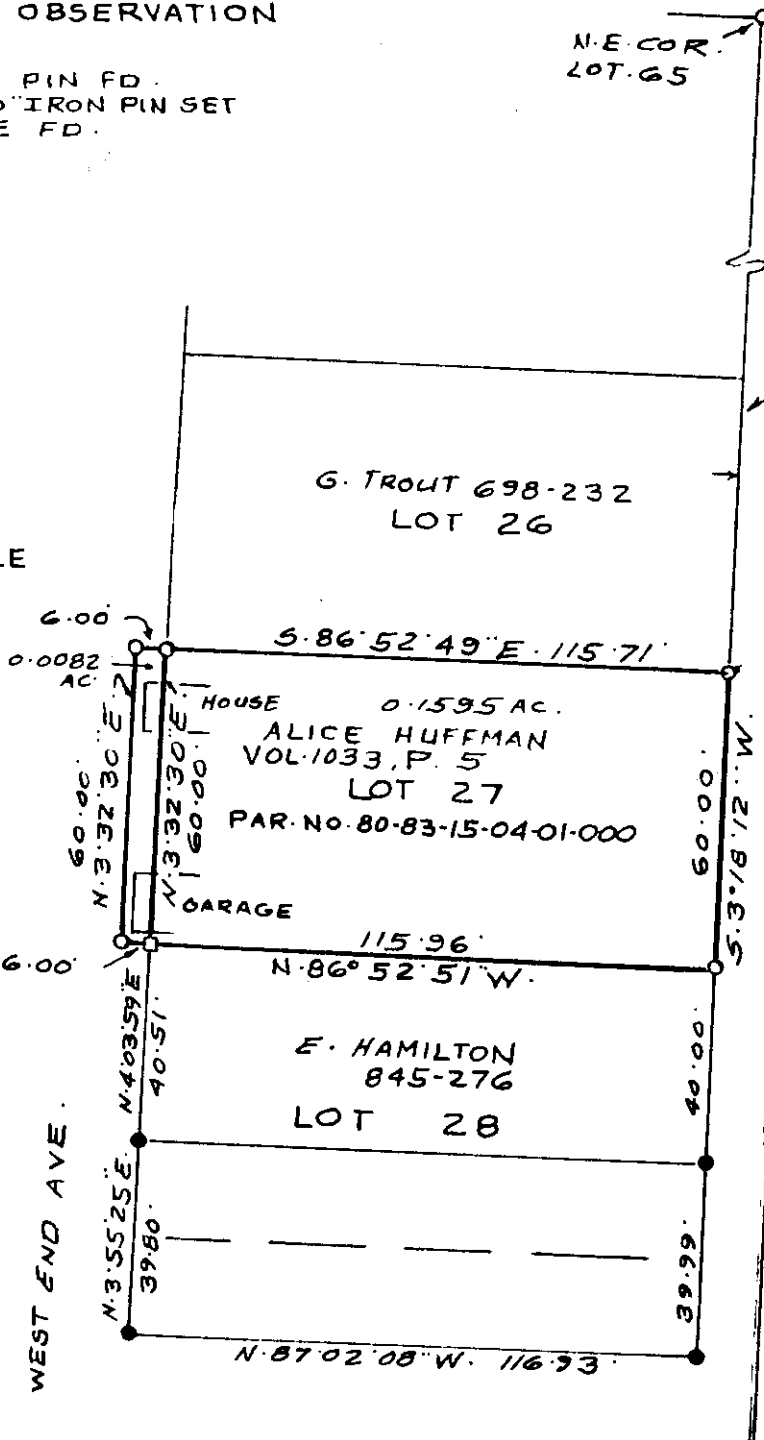 OBSERVATION
N.E. COR.
LOT. 65
PIN FD.
"IRON PIN SET
FD.
G. TROUT 698-232
LOT 26
6.00'
S. 86° 52' 49" E. 115.71'
0.0082
AC.
HOUSE
0.1595 AC.
ALICE HUFFMAN
VOL. 1033, P. 5
LOT 27
PAR. NO. 80-83-15-04-01-000
N. 3° 32' 30" E.
60.00'
N. 3° 32' 30" E.
60.00'
60.00'
S. 3° 18' 12" W.
GARAGE
115.96'
N. 86° 52' 51" W.
6.00'
N. 4° 03' 59" E
40.51'
E. HAMILTON
845-276
LOT 28
40.00'
WEST END AVE.
N. 3° 55' 25" E.
39.80'
39.99'
N. 87° 02' 08" W. 116.93'